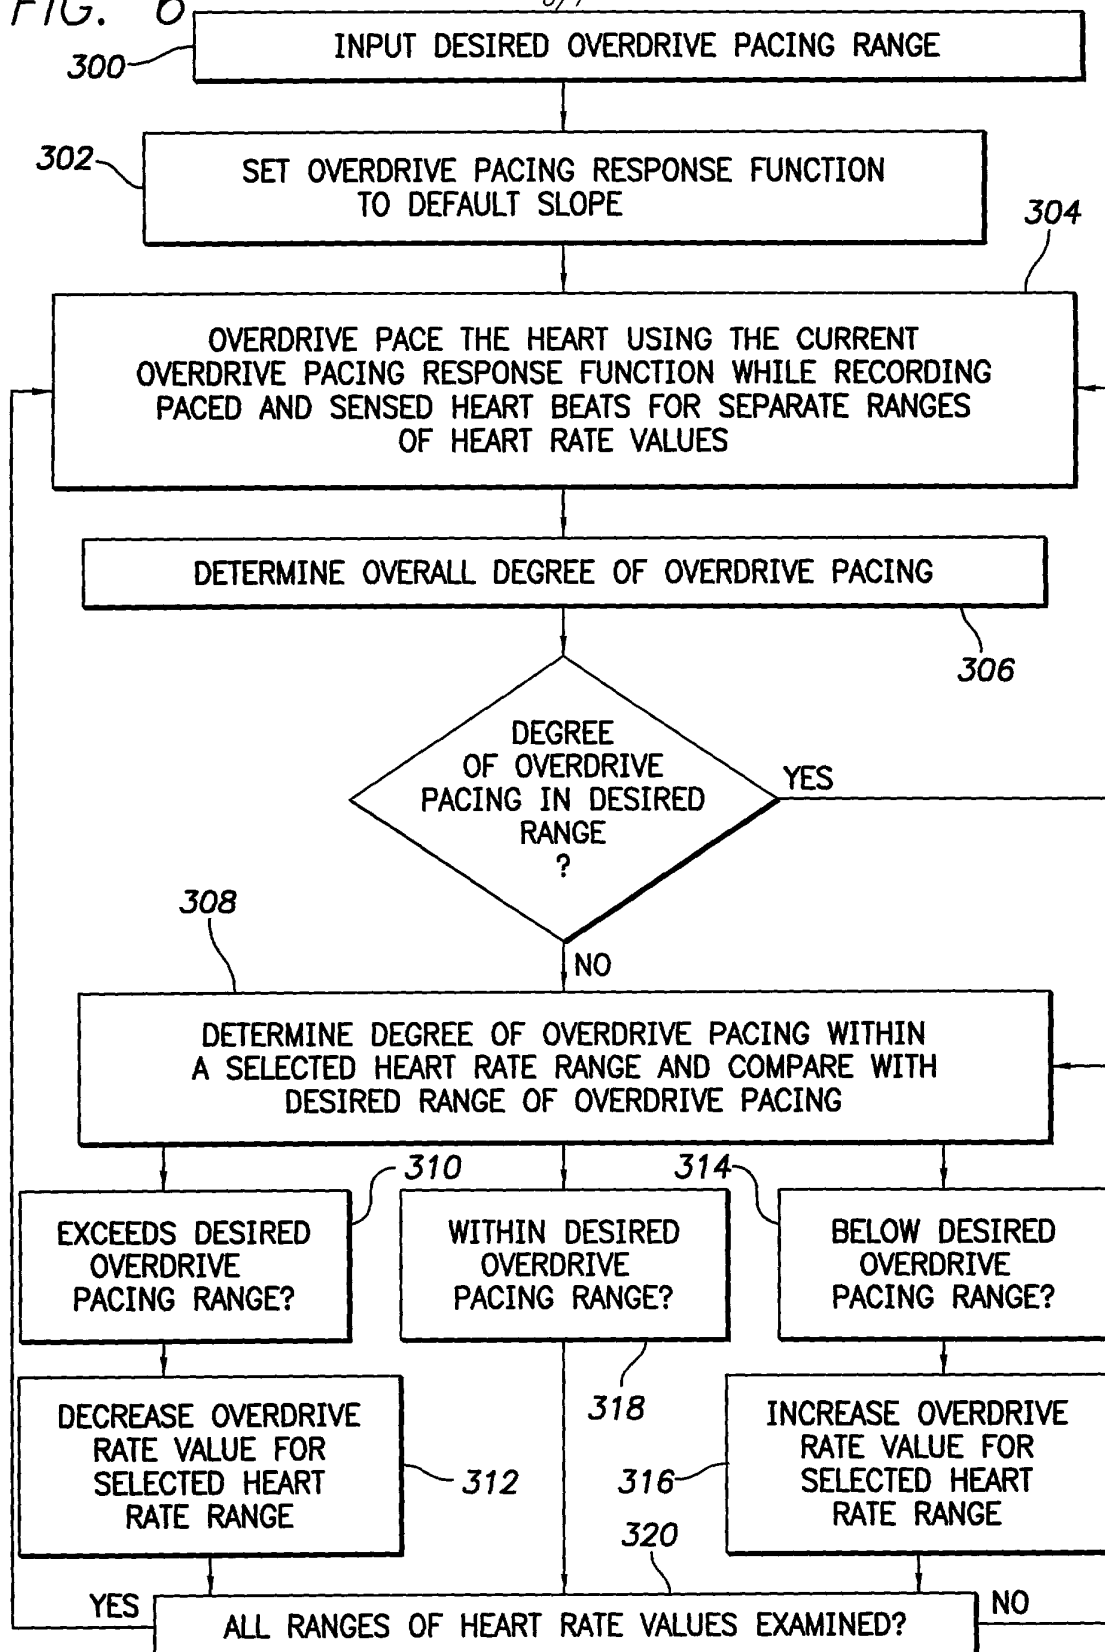 FIG. 6
300
INPUT DESIRED OVERDRIVE PACING RANGE
302
SET OVERDRIVE PACING RESPONSE FUNCTION
TO DEFAULT SLOPE
304
OVERDRIVE PACE THE HEART USING THE CURRENT
OVERDRIVE PACING RESPONSE FUNCTION WHILE RECORDING
PACED AND SENSED HEART BEATS FOR SEPARATE RANGES
OF HEART RATE VALUES
DETERMINE OVERALL DEGREE OF OVERDRIVE PACING
306
DEGREE
OF OVERDRIVE
PACING IN DESIRED
RANGE
?
YES
308
NO
DETERMINE DEGREE OF OVERDRIVE PACING WITHIN
A SELECTED HEART RATE RANGE AND COMPARE WITH
DESIRED RANGE OF OVERDRIVE PACING
310
314
EXCEEDS DESIRED
OVERDRIVE
PACING RANGE?
WITHIN DESIRED
OVERDRIVE
PACING RANGE?
BELOW DESIRED
OVERDRIVE
PACING RANGE?
318
DECREASE OVERDRIVE
RATE VALUE FOR
SELECTED HEART
RATE RANGE
312
316
INCREASE OVERDRIVE
RATE VALUE FOR
SELECTED HEART
RATE RANGE
320
YES
ALL RANGES OF HEART RATE VALUES EXAMINED?
NO